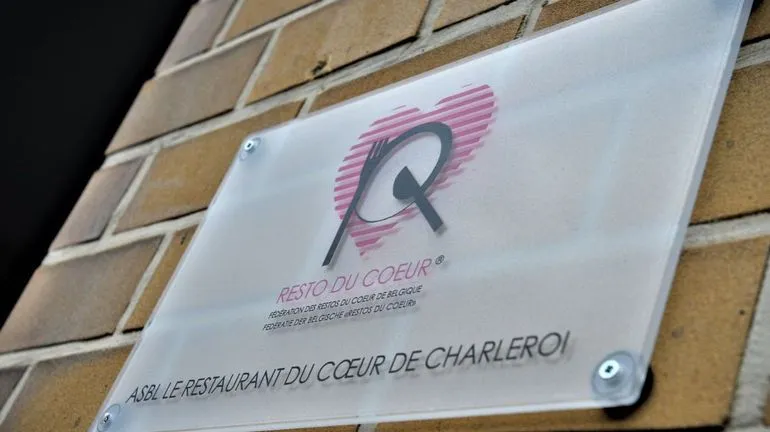 RESTO DU COEUR®
FÉDÉRATION DES RESTOS DU COEUR DE BELGIQUE
FEDERATIE DER BELGISCHE «RESTOS DU COEUR»
ASBL LE RESTAURANT DU CŒUR DE CHARLEROI